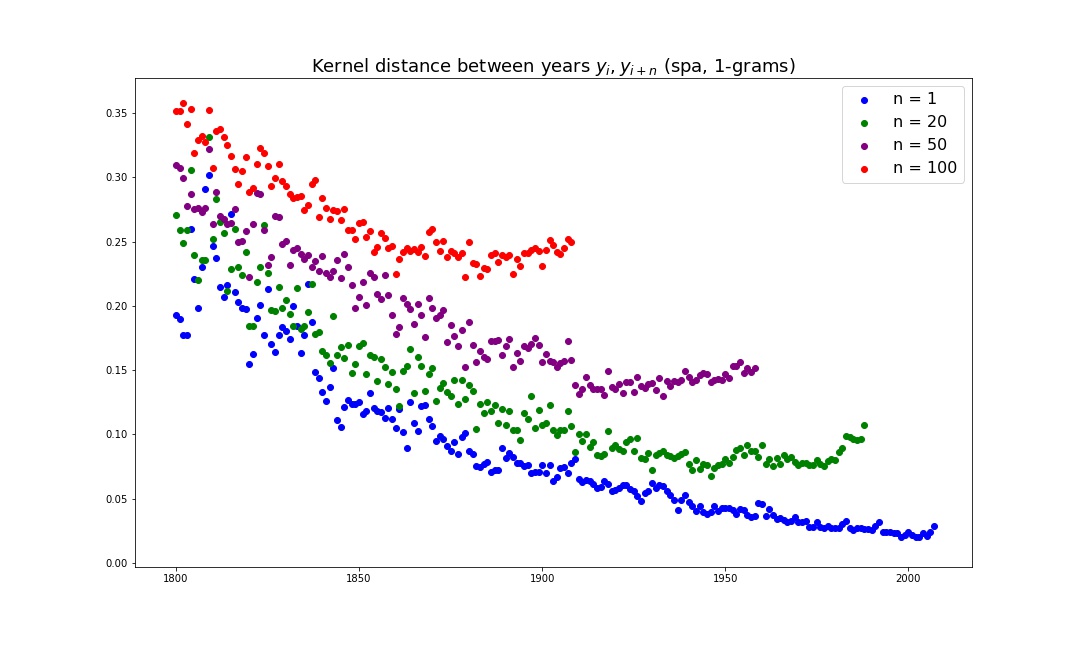 Kernel distance between years y_i, y_{i+n} (spa, 1-grams)
n = 1
n = 20
n = 50
n = 100
0.35
0.30
0.25
0.20
0.15
0.10
0.05
0.00
1800 1850 1900 1950 2000